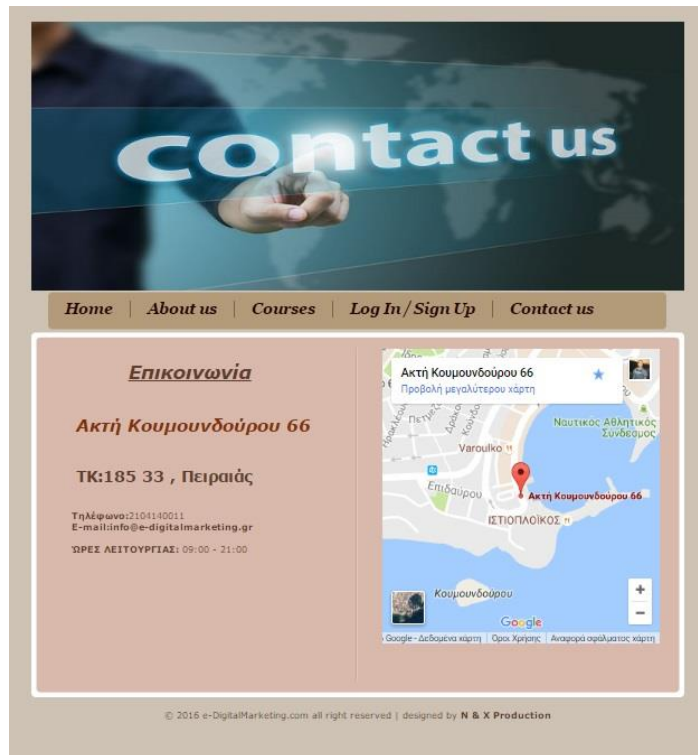 contact us
Home
About us
Courses
Log In / Sign Up
Contact us
Επικοινωνία
Ακτή Κουμουνδούρου 66
ΤΚ:185 33 , Πειραιάς
Τηλέφωνο:2104140011
E-mail:info@e-digitalmarketing.gr
ΏΡΕΣ ΛΕΙΤΟΥΡΓΙΑΣ: 09:00 - 21:00
Ακτή Κουμουνδούρου 66
Προβολή μεγαλύτερου χάρτη
Ναυτικός Αθλητικός
Σύνδεσμος
Varoulko
Επιδαύρου
Ακτή Κουμουνδούρου 66
ΙΣΤΙΟΠΛΟΪΚΟΣ
Κουμουνδούρου
Google
Google - Δεδομένα χάρτη
Όροι Χρήσης
Αναφορά σφάλματος χάρτη
© 2016 e-DigitalMarketing.com all right reserved | designed by N & X Production